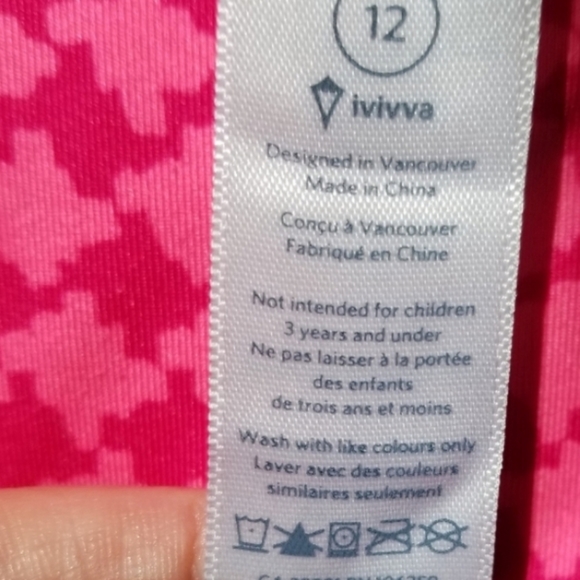 12
ivivva
Designed in Vancouver
Made in China
Conçu à Vancouver
Fabriqué en Chine
Not intended for children
3 years and under
Ne pas laisser à la portée
des enfants
de trois ans et moins
Wash with like colours only
Laver avec des couleurs
similaires seulement